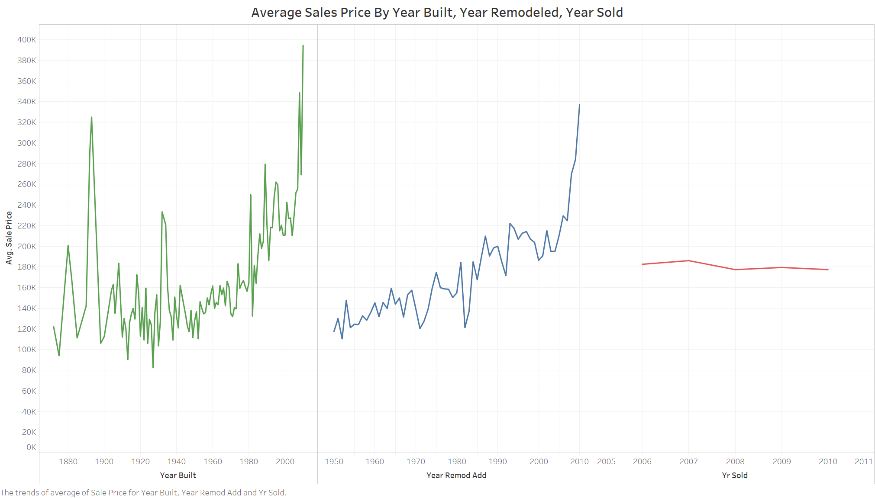 Average Sales Price By Year Built, Year Remodeled, Year Sold
400K
380K
360K
340K
320K
300K
280K
260K
240K
220K
200K
180K
160K
140K
120K
100K
80K
60K
40K
20K
0K
Avg. Sale Price
1880 1900 1920 1940 1960 1980 2000 1950 1960 1970 1980 1990 2000 2010 2005 2006 2007 2008 2009 2010 2011
Year Built Year Remod Add Yr Sold
The trends of average of Sale Price for Year Built, Year Remod Add and Yr Sold.